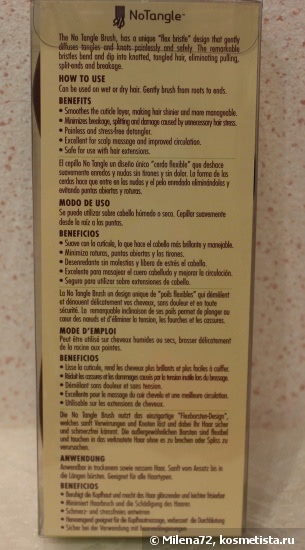 NoTangle™
The No Tangle Brush, has a unique "flex bristle" design that gently
diffuses tangles and knots painlessly and safely. The remarkable
bristles bend and dip into knotted, tangled hair, eliminating pulling,
split-ends and breakage.
HOW TO USE
Can be used on wet or dry hair. Gently brush from roots to ends.
BENEFITS
• Smoothes the cuticle layer, making hair shinier and more manageable.
• Minimizes breakage, splitting and damage caused by unnecessary hair stress.
• Painless and stress-free detangler.
• Excellent for scalp massage and improved circulation.
• Safe for use with hair extensions.
El cepillo No Tangle un diseño único "cerda flexible" que deshace
suavemente enredos y nudos sin tirones y sin dolor. La forma de las
cerdas hace que entre en los nudos y el pelo enredado eliminándolos y
evitando puntas abiertas y roturas.
MODO DE USO
Se puede utilizar sobre cabello húmedo o seco. Cepillar suavemente
desde la raíz a las puntas.
BENEFICIOS
• Suave con la cutícula, lo que hace el cabello más brillante y manejable.
• Minimiza roturas, puntas abiertas y los tirones.
• Desenredante sin molestias y libera de estrés el cabello.
• Excelente para masajear el cuero cabelludo y mejorar la circulación.
• Seguro para utilizar sobre extensiones de cabello.
La No Tangle Brush un design unique de "poils flexibles" qui démêlent
et dénouent délicatement vos cheveux, sans douleur et en toute
sécurité. La remarquable inclinaison de ses poils permet de plonger au
cœur des nœuds et d'éliminer la tension, les fourches et les cassures.
MODE D'EMPLOI
Peut être utilisé sur cheveux humides ou secs, brosser délicatement
de la racine aux pointes.
BENEFICIOS
• Lisse la cuticule, rend les cheveux plus brillants et plus faciles à coiffer.
• Réduit les cassures et les dommages causés par la tension inutile lors du brossage.
• Démêlant sans douleur et sans tension.
• Excellente pour le massage du cuir chevelu et une meilleure circulation.
• Utilisable sur les extensions de cheveux.
Die No Tangle Brush nutzt das einzigartige "Flexborsten-Design",
welches sanft Verwirrungen und Knoten löst und dabei Ihr Haar sicher
und schmerzfrei kämmt. Die außergewöhnlichen Borsten sind flexibel
und tauchen in das verknotete Haar ohne es zu brechen oder Spliss zu
verursachen.
ANWENDUNG
Anwendbar in trockenem sowie nassem Haar. Sanft vom Ansatz bis in
die Längen bürsten. Geeignet für alle Haartypen.
BENEFICIOS
• Beruhigt die Kopfhaut und macht das Haar glänzender und leichter frisierbar
• Minimiert Haarbruch und die Schädigung des Haares
• Schmerz- und stressfreies entwirren
• Hervorragend geeignet für die Kopfhautmassage, verbessert die Durchblutung
• Sicher bei der Verwendung mit
© Milena72, kosmetista.ru